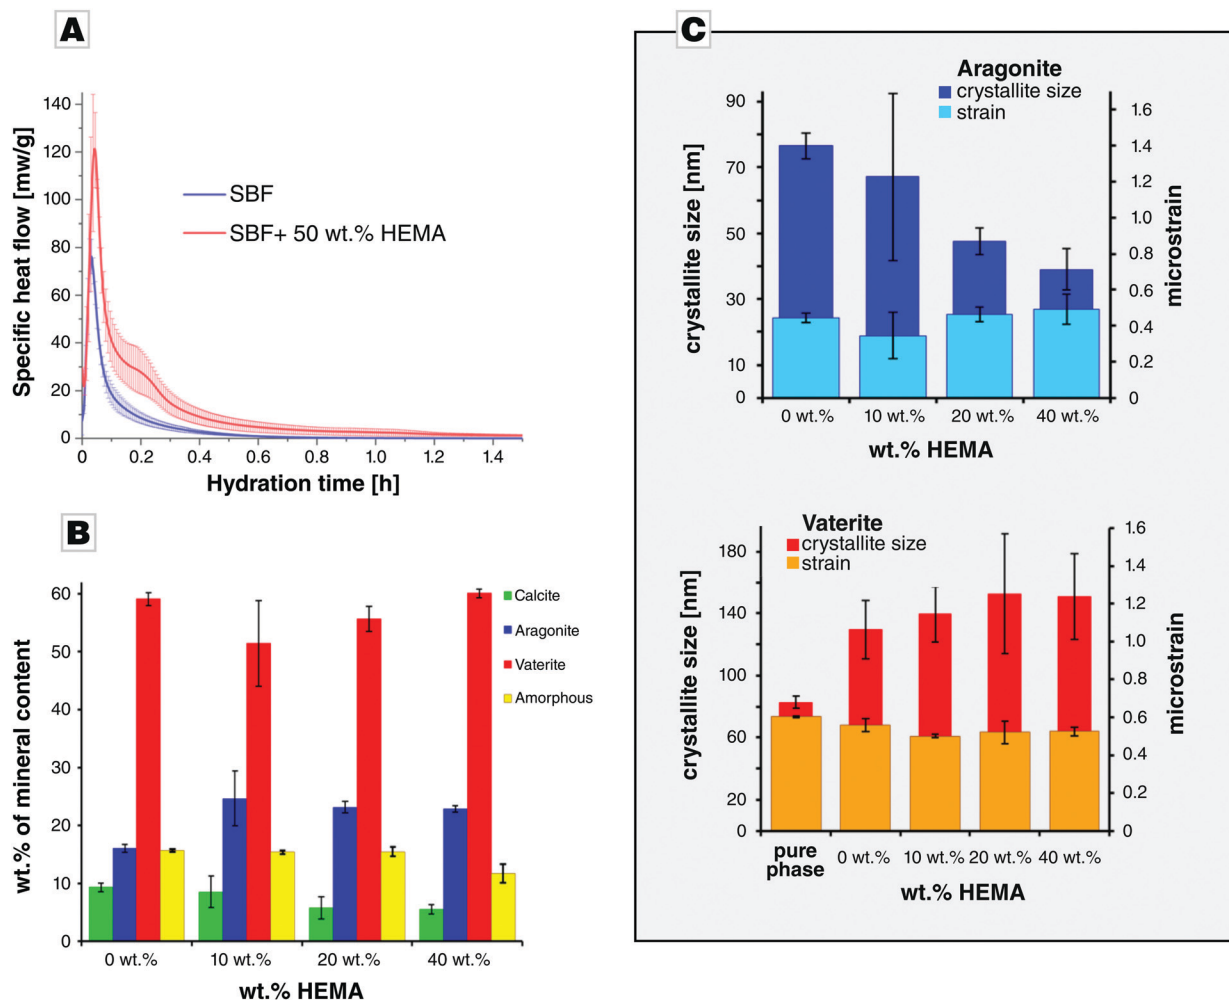 A
140
120
100
80
60
40
20
0
Specific heat flow [mw/g]
SBF
SBF+ 50 wt.% HEMA
0 0.2 0.4 0.6 0.8 1.0 1.2 1.4
Hydration time [h]
B
60
50
40
30
20
10
0
wt.% of mineral content
Calcite
Aragonite
Vaterite
Amorphous
0 wt.% 10 wt.% 20 wt.% 40 wt.%
wt.% HEMA
C
Aragonite
crystallite size
strain
90
70
50
30
10
0
crystallite size [nm]
1.6
1.4
1.2
1.0
0.8
0.6
0.4
0.2
0
microstrain
0 wt.% 10 wt.% 20 wt.% 40 wt.%
wt.% HEMA
Vaterite
crystallite size
strain
180
140
100
60
20
0
crystallite size [nm]
1.6
1.4
1.2
1.0
0.8
0.6
0.4
0.2
0
microstrain
pure
phase
0 wt.% 10 wt.% 20 wt.% 40 wt.%
wt.% HEMA